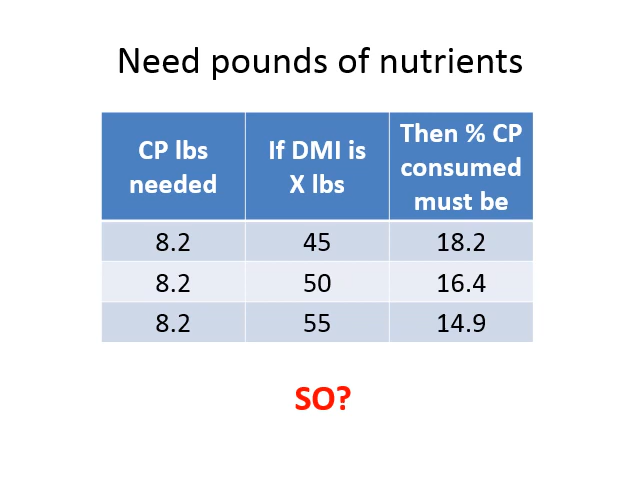 Need pounds of nutrients
CP lbs needed | If DMI is X lbs | Then % CP consumed must be
8.2 | 45 | 18.2
8.2 | 50 | 16.4
8.2 | 55 | 14.9
SO?